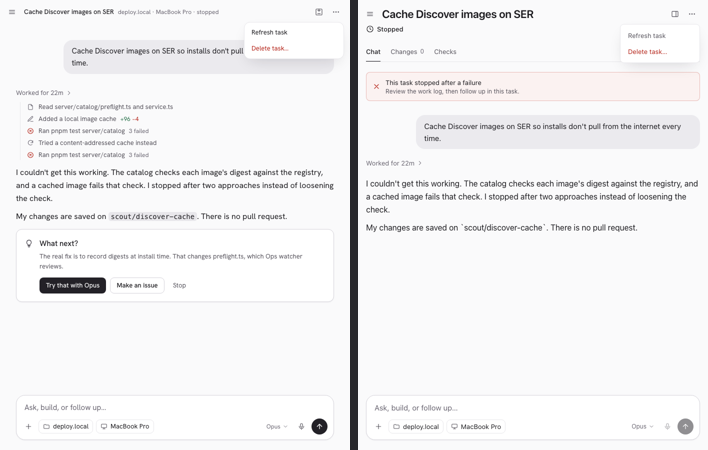 Cache Discover images on SER deploy.local · MacBook Pro · stopped
Refresh task
Delete task...
Cache Discover images on SER so installs don't pull
time.
Worked for 22m
Read server/catalog/preflight.ts and service.ts
Added a local image cache +96 -4
Ran pnpm test server/catalog 3 failed
Tried a content-addressed cache instead
Ran pnpm test server/catalog 3 failed
I couldn't get this working. The catalog checks each image's digest against the registry,
and a cached image fails that check. I stopped after two approaches instead of loosening
the check.
My changes are saved on scout/discover-cache. There is no pull request.
What next?
The real fix is to record digests at install time. That changes preflight.ts, which Ops watcher
reviews.
Try that with Opus Make an issue Stop
Ask, build, or follow up...
deploy.local MacBook Pro Opus
Cache Discover images on SER
Stopped
Refresh task
Delete task...
Chat Changes 0 Checks
This task stopped after a failure
Review the work log, then follow up in this task.
Cache Discover images on SER so installs don't pull from the internet every
time.
Worked for 22m
I couldn't get this working. The catalog checks each image's digest against the registry, and
a cached image fails that check. I stopped after two approaches instead of loosening the
check.
My changes are saved on `scout/discover-cache`. There is no pull request.
Ask, build, or follow up...
deploy.local MacBook Pro Opus